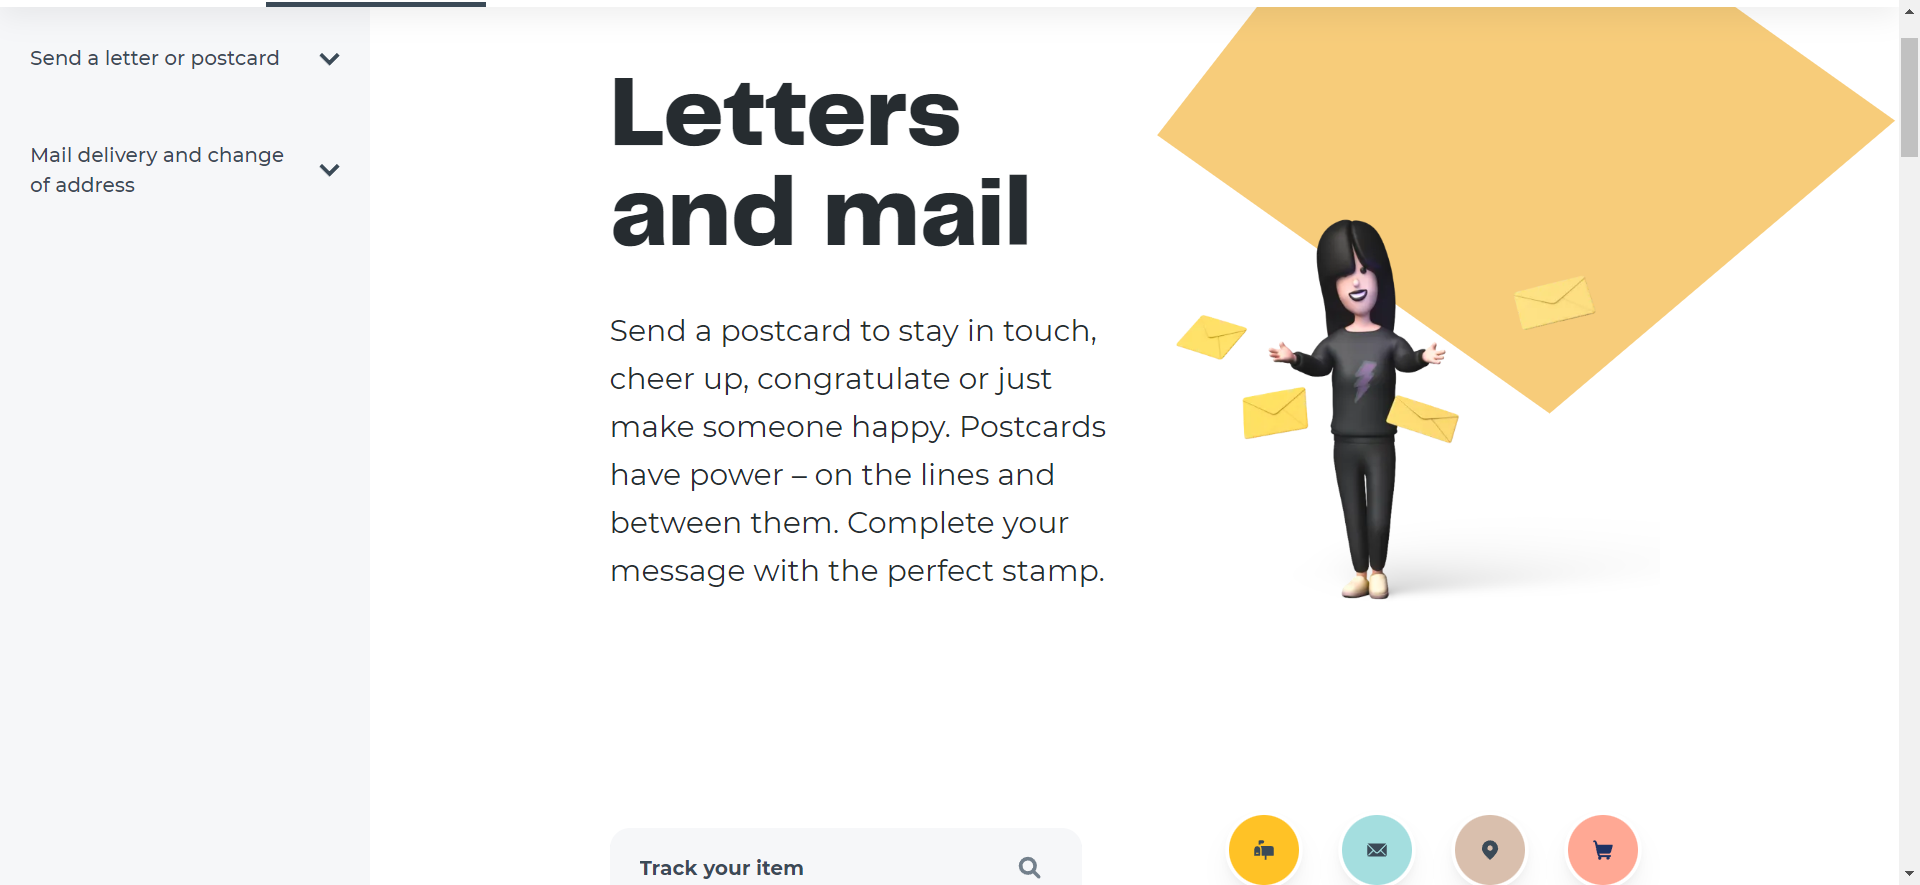 Send a letter or postcard
Mail delivery and change
of address
Letters
and mail
Send a postcard to stay in touch,
cheer up, congratulate or just
make someone happy. Postcards
have power – on the lines and
between them. Complete your
message with the perfect stamp.
Track your item